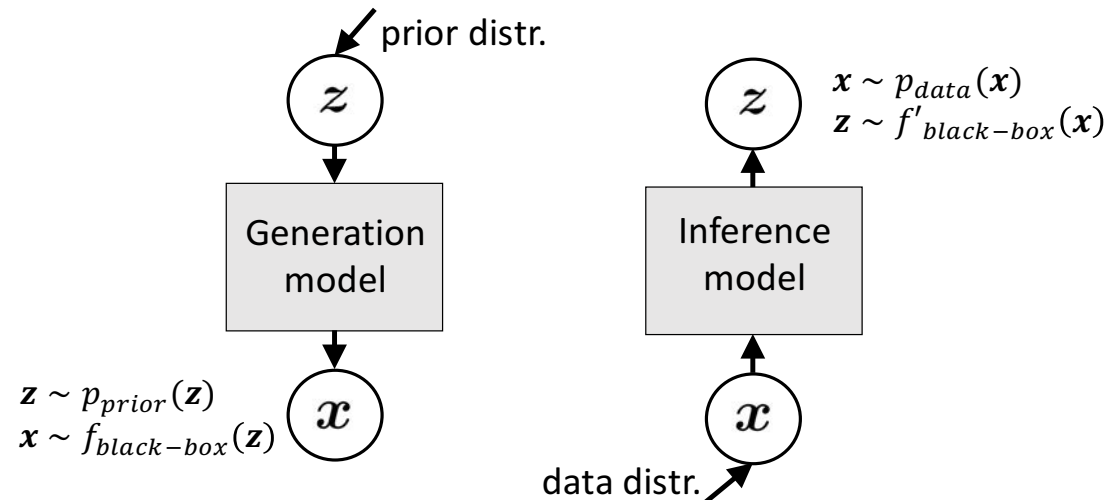 prior distr.
z
Generation
model
x
z ~ p_prior(z)
x ~ f_black−box(z)
z
x ~ p_data(x)
z ~ f′_black−box(x)
Inference
model
x
data distr.